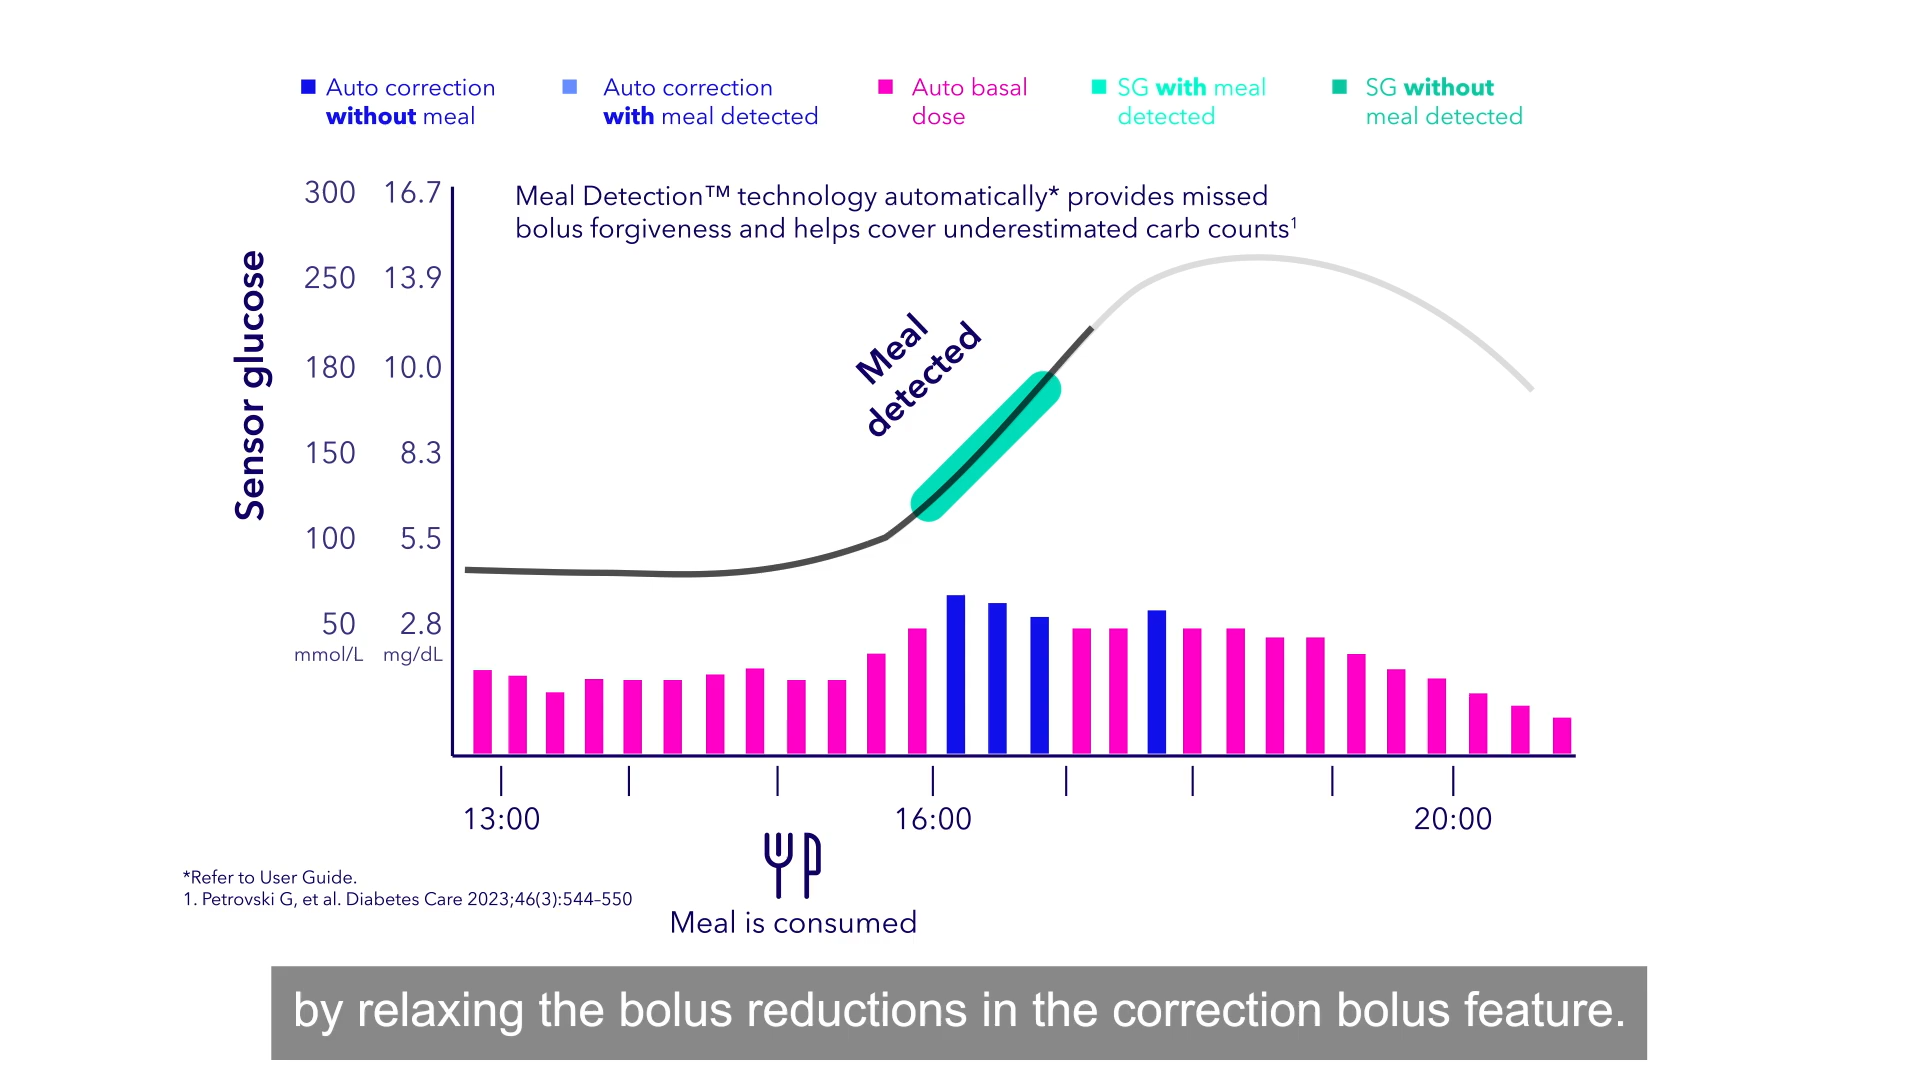 Auto correction
without meal
Auto correction
with meal detected
Auto basal
dose
SG with meal
detected
SG without
meal detected
Meal Detection™ technology automatically* provides missed
bolus forgiveness and helps cover underestimated carb counts¹
Sensor glucose
300 16.7
250 13.9
180 10.0
150 8.3
100 5.5
50 2.8
mmol/L mg/dL
Meal
detected
13:00 16:00 20:00
Meal is consumed
*Refer to User Guide.
1. Petrovski G, et al. Diabetes Care 2023;46(3):544–550
by relaxing the bolus reductions in the correction bolus feature.